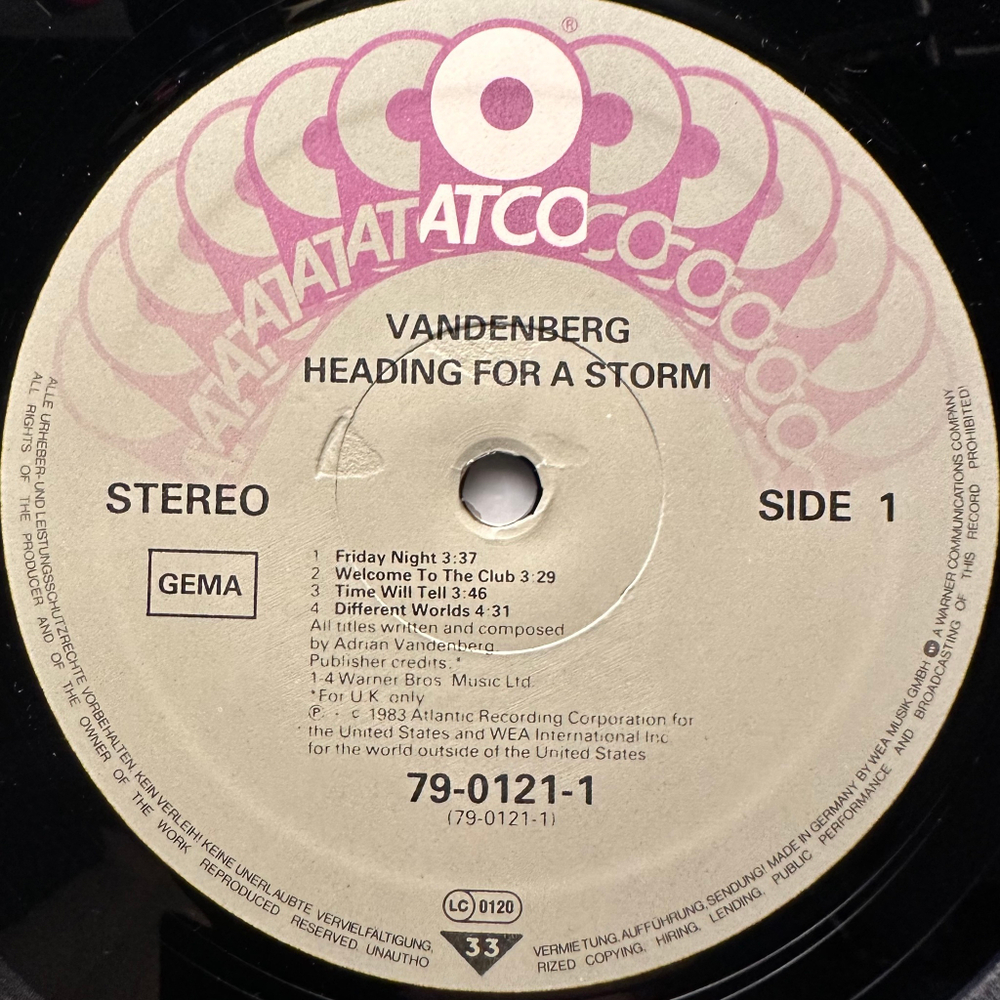 ®
ATATATATATCOCOCOCOCO
VANDENBERG
HEADING FOR A STORM
STEREO
SIDE 1
GEMA
1 Friday Night 3:37
2 Welcome To The Club 3:29
3 Time Will Tell 3:46
4 Different Worlds 4:31
All titles written and composed
by Adrian Vandenberg.
Publisher credits.*
1-4 Warner Bros. Music Ltd.
*For U.K. only
℗ · c 1983 Atlantic Recording Corporation for
the United States and WEA International Inc.
for the world outside of the United States
79-0121-1
(79-0121-1)
LC 0120
33
ALLE URHEBER- UND LEISTUNGSSCHUTZRECHTE VORBEHALTEN. KEIN VERLEIH! KEINE UNERLAUBTE VERVIELFÄLTIGUNG,
VERMIETUNG, AUFFÜHRUNG, SENDUNG! MADE IN GERMANY BY WEA MUSIK GMBH A WARNER COMMUNICATIONS COMPANY
ALL RIGHTS OF THE PRODUCER AND OF THE OWNER OF THE WORK REPRODUCED RESERVED. UNAUTHO
RIZED COPYING, HIRING, LENDING, PUBLIC PERFORMANCE AND BROADCASTING OF THIS RECORD PROHIBITED!